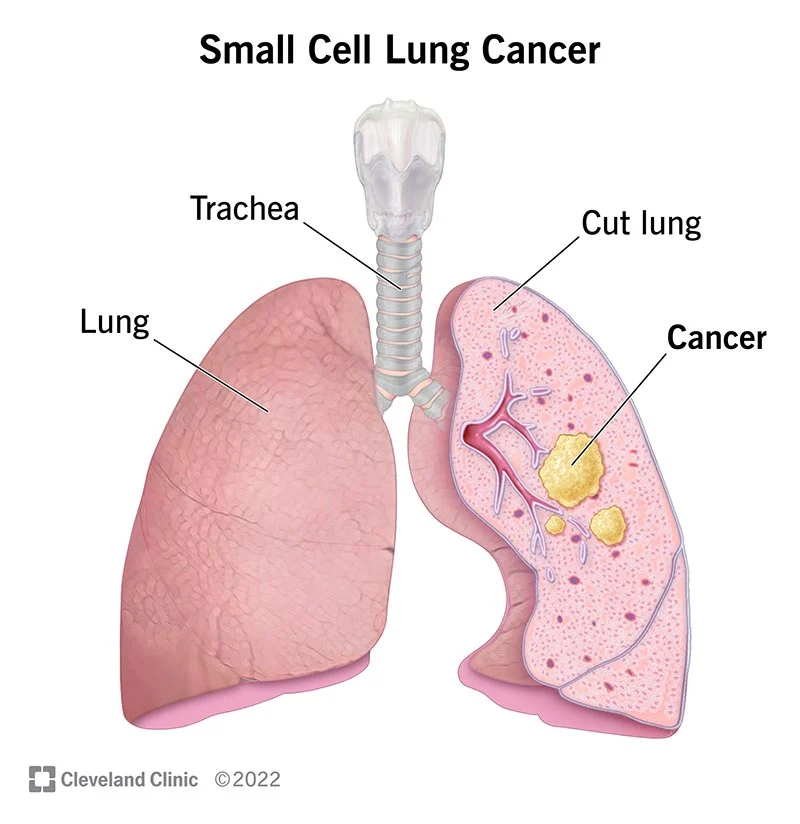 Small Cell Lung Cancer
Trachea
Cut lung
Lung
Cancer
Cleveland Clinic ©2022